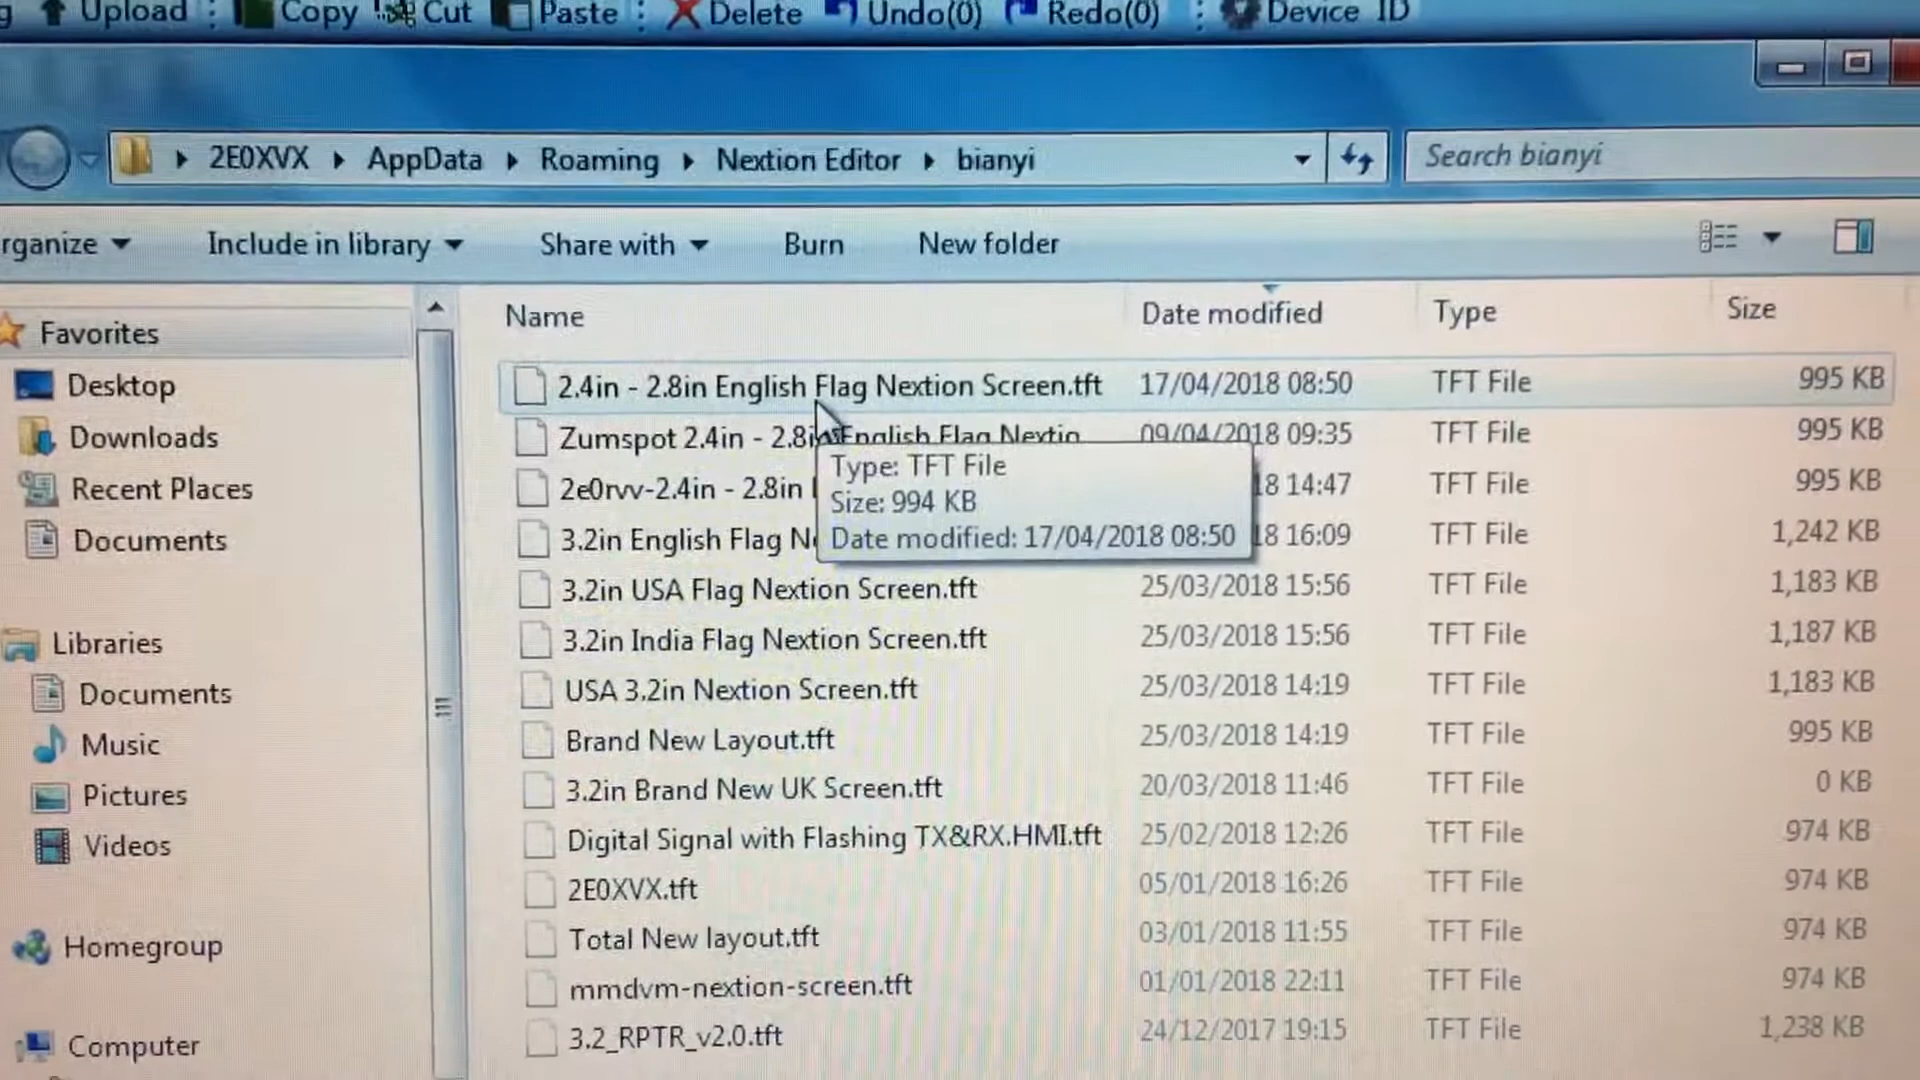 Upload Copy Cut Paste Delete Undo(0) Redo(0) Device ID
2E0XVX AppData Roaming Nextion Editor bianyi
Search bianyi
rganize Include in library Share with Burn New folder
Name Date modified Type Size
Favorites
Desktop
Downloads
Recent Places
Documents
Libraries
Documents
Music
Pictures
Videos
Homegroup
Computer
2.4in - 2.8in English Flag Nextion Screen.tft 17/04/2018 08:50 TFT File 995 KB
Zumspot 2.4in - 2.8in English Flag Nextio 09/04/2018 09:35 TFT File 995 KB
2e0rvv-2.4in - 2.8in 18 14:47 TFT File 995 KB
3.2in English Flag 18 16:09 TFT File 1,242 KB
3.2in USA Flag Nextion Screen.tft 25/03/2018 15:56 TFT File 1,183 KB
3.2in India Flag Nextion Screen.tft 25/03/2018 15:56 TFT File 1,187 KB
USA 3.2in Nextion Screen.tft 25/03/2018 14:19 TFT File 1,183 KB
Brand New Layout.tft 25/03/2018 14:19 TFT File 995 KB
3.2in Brand New UK Screen.tft 20/03/2018 11:46 TFT File 0 KB
Digital Signal with Flashing TX&RX.HMI.tft 25/02/2018 12:26 TFT File 974 KB
2E0XVX.tft 05/01/2018 16:26 TFT File 974 KB
Total New layout.tft 03/01/2018 11:55 TFT File 974 KB
mmdvm-nextion-screen.tft 01/01/2018 22:11 TFT File 974 KB
3.2_RPTR_v2.0.tft 24/12/2017 19:15 TFT File 1,238 KB
Type: TFT File
Size: 994 KB
Date modified: 17/04/2018 08:50